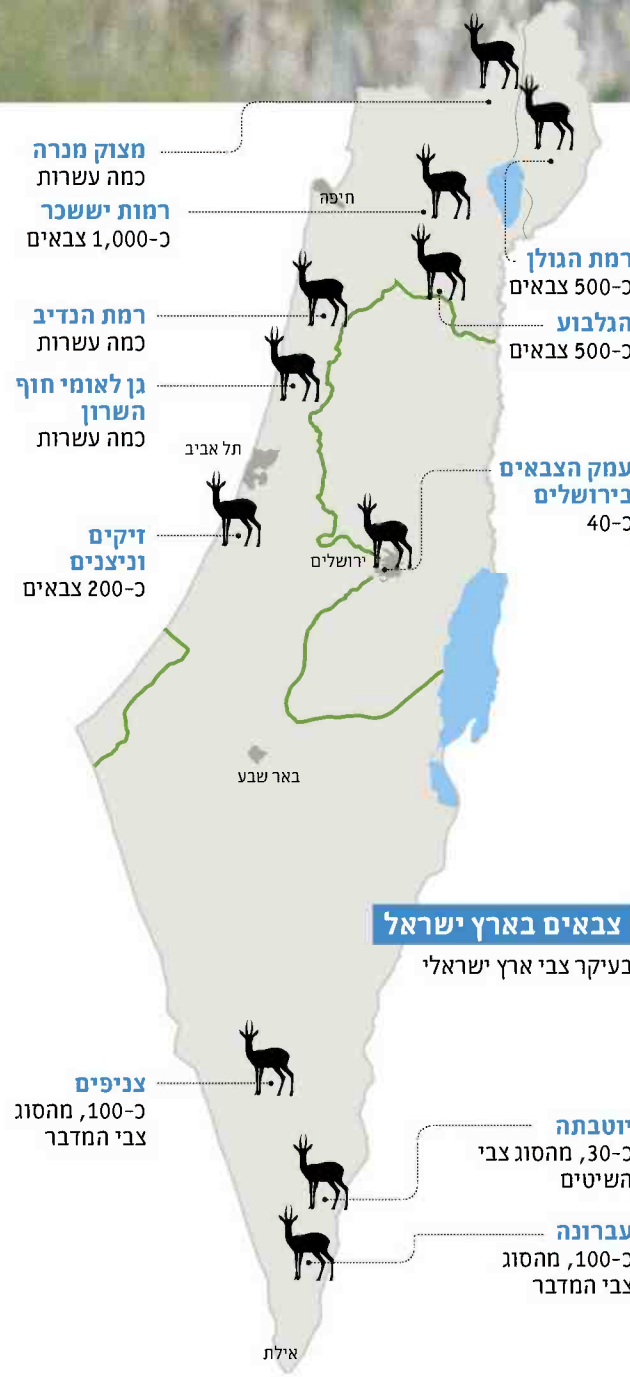 מצוק מנרה
כמה עשרות
חיפה
רמות יששכר
כ-1,000 צבאים
רמת הגולן
כ-500 צבאים
הגלבוע
כ-500 צבאים
רמת הנדיב
כמה עשרות
גן לאומי חוף
השרון
כמה עשרות
תל אביב
עמק הצבאים
בירושלים
כ-40
זיקים
וניצנים
כ-200 צבאים
ירושלים
באר שבע
צבאים בארץ ישראל
בעיקר צבי ארץ ישראלי
צניפים
כ-100, מהסוג
צבי המדבר
יוטבתה
כ-30, מהסוג צבי
השיטים
עברונה
כ-100, מהסוג
צבי המדבר
אילת